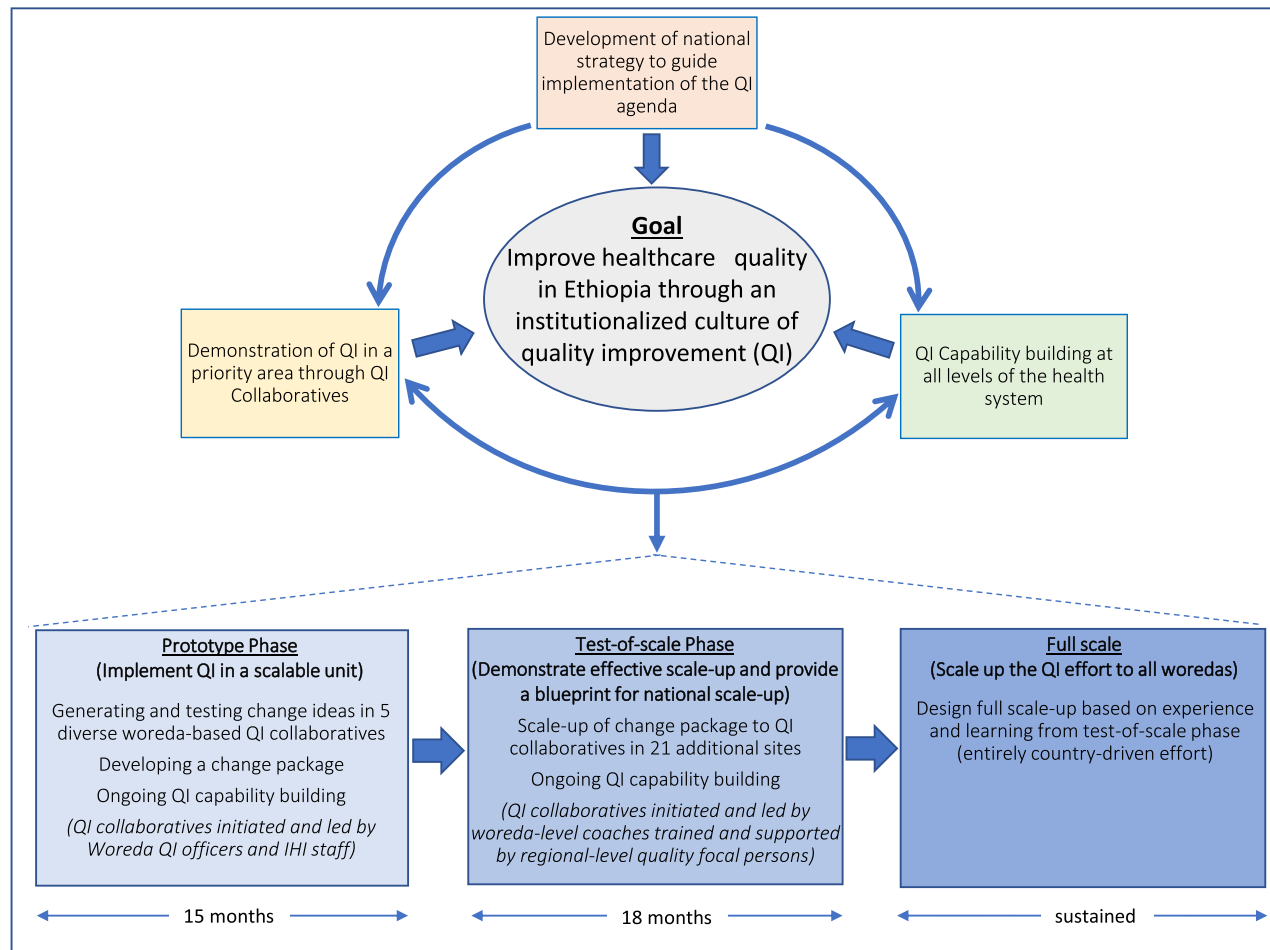 Development of national
strategy to guide
implementation of the QI
agenda
Goal
Improve healthcare quality
in Ethiopia through an
institutionalized culture of
quality improvement (QI)
Demonstration of QI in a
priority area through QI
Collaboratives
QI Capability building at
all levels of the health
system
Prototype Phase
(Implement QI in a scalable unit)
Generating and testing change ideas in 5
diverse woreda-based QI collaboratives
Developing a change package
Ongoing QI capability building
(QI collaboratives initiated and led by
Woreda QI officers and IHI staff)
Test-of-scale Phase
(Demonstrate effective scale-up and provide
a blueprint for national scale-up)
Scale-up of change package to QI
collaboratives in 21 additional sites
Ongoing QI capability building
(QI collaboratives initiated and led by
woreda-level coaches trained and supported
by regional-level quality focal persons)
Full scale
(Scale up the QI effort to all woredas)
Design full scale-up based on experience
and learning from test-of-scale phase
(entirely country-driven effort)
15 months
18 months
sustained